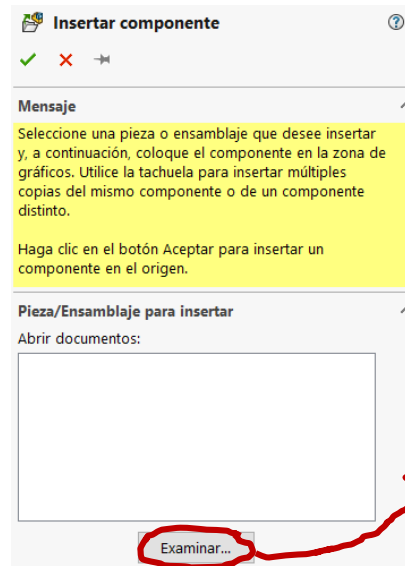 Insertar componente
Mensaje
Seleccione una pieza o ensamblaje que desee insertar
y, a continuación, coloque el componente en la zona de
gráficos. Utilice la tachuela para insertar múltiples
copias del mismo componente o de un componente
distinto.
Haga clic en el botón Aceptar para insertar un
componente en el origen.
Pieza/Ensamblaje para insertar
Abrir documentos:
Examinar...